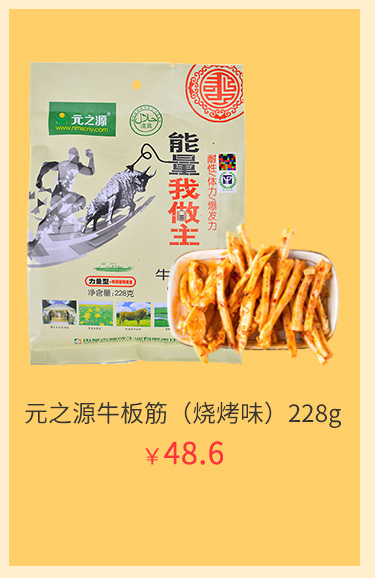 元之源®
www.nmscny.com
清真
能量我做主
耐性/体力/爆发力
牛
力量型
净含量:228克
元之源牛板筋（烧烤味）228g
￥48.6